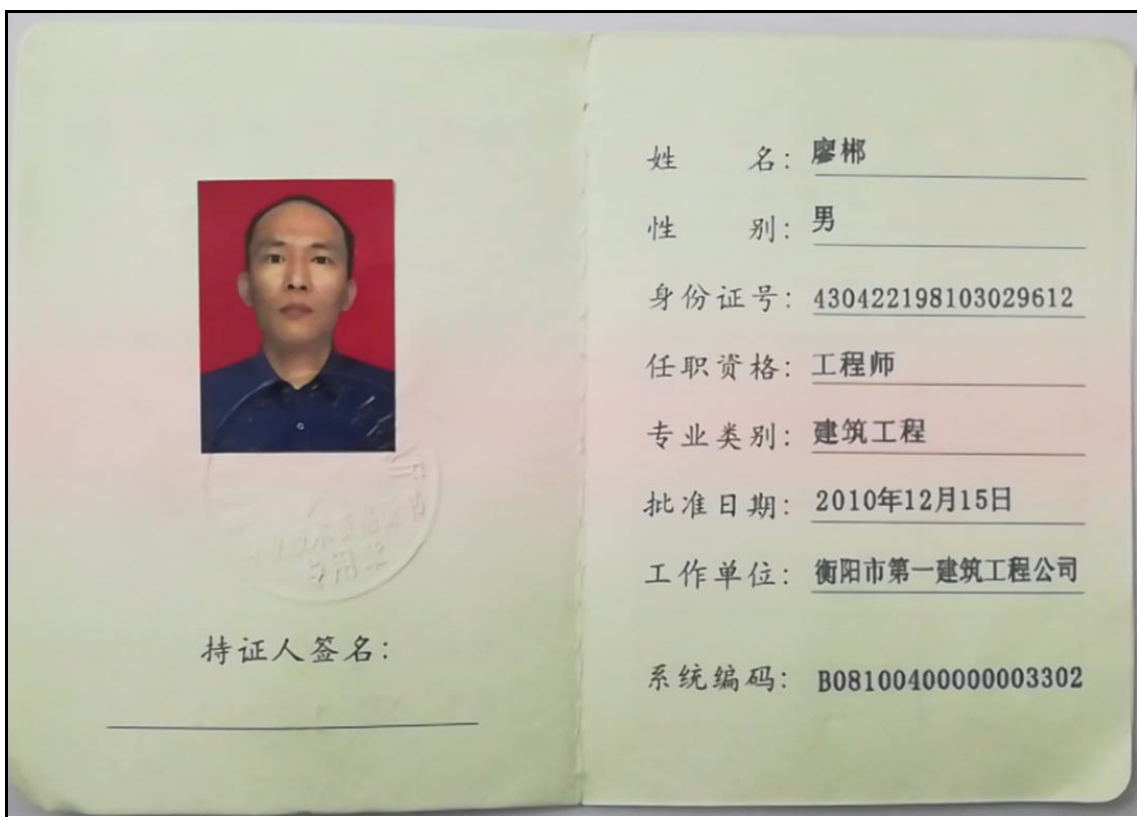 持证人签名:
姓 名: 廖郴
性 别: 男
身份证号: 430422198103029612
任职资格: 工程师
专业类别: 建筑工程
批准日期: 2010年12月15日
工作单位: 衡阳市第一建筑工程公司
系统编码: B08100400000003302